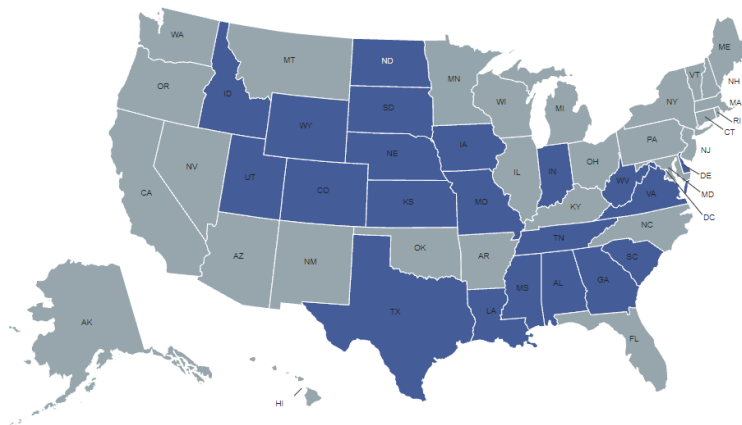 WA
MT
ND
MN
ME
VT
NH
OR
ID
SD
WI
MI
NY
MA
RI
CT
WY
IA
PA
NJ
NV
NE
IL
IN
OH
DE
UT
CO
WV
VA
MD
CA
KS
MO
KY
DC
NC
TN
AZ
NM
OK
AR
SC
MS
AL
GA
AK
TX
LA
FL
HI